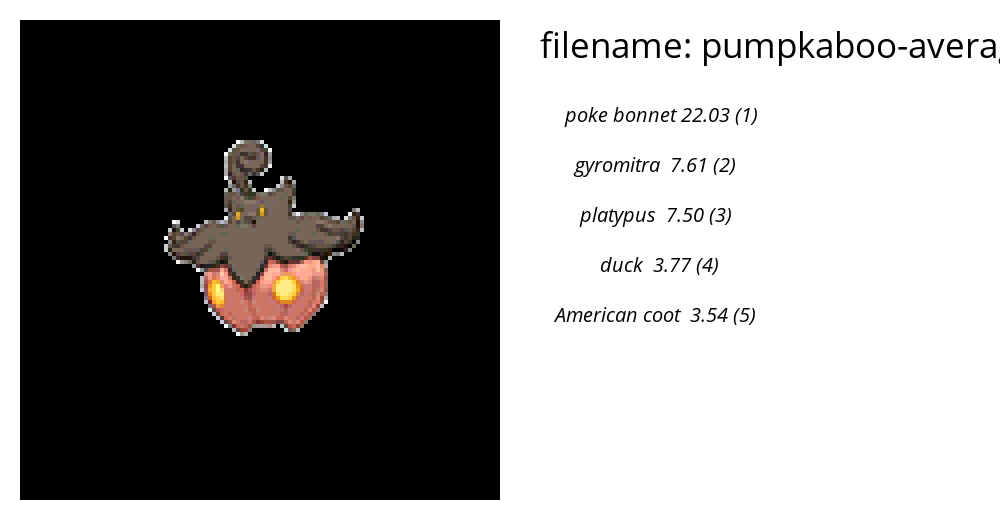 filename: pumpkaboo-avera
poke bonnet 22.03 (1)
gyromitra 7.61 (2)
platypus 7.50 (3)
duck 3.77 (4)
American coot 3.54 (5)